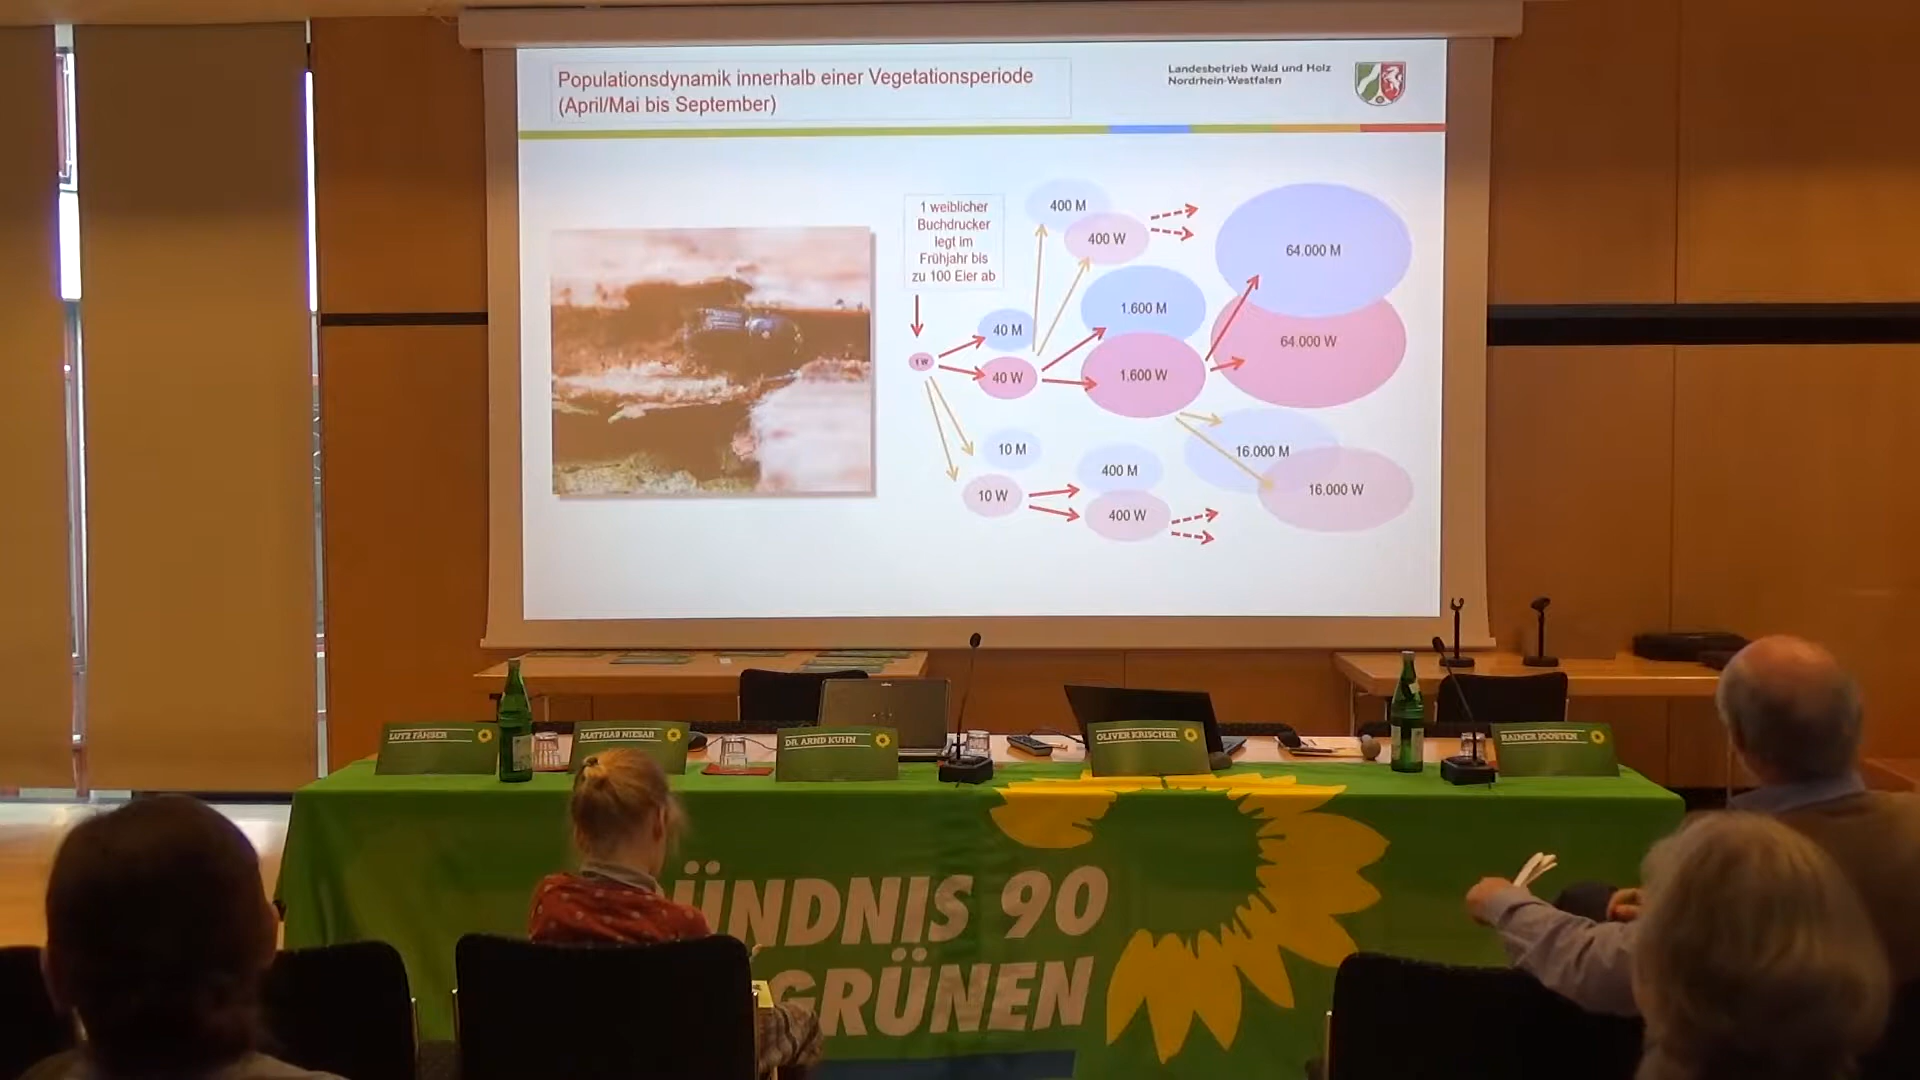 Populationsdynamik innerhalb einer Vegetationsperiode
(April/Mai bis September)
Landesbetrieb Wald und Holz
Nordrhein-Westfalen
1 weiblicher
Buchdrucker
legt im
Frühjahr bis
zu 100 Eier ab
400 M
400 W
64.000 M
1.600 M
40 M
64.000 W
1 W
40 W
1.600 W
10 M
400 M
16.000 M
10 W
400 W
16.000 W
LUTZ FÄHSER
MATHIAS NIESAR
DR. ARND KUHN
OLIVER KRISCHER
RAINER JOOSTEN
ÜNDNIS 90
GRÜNEN